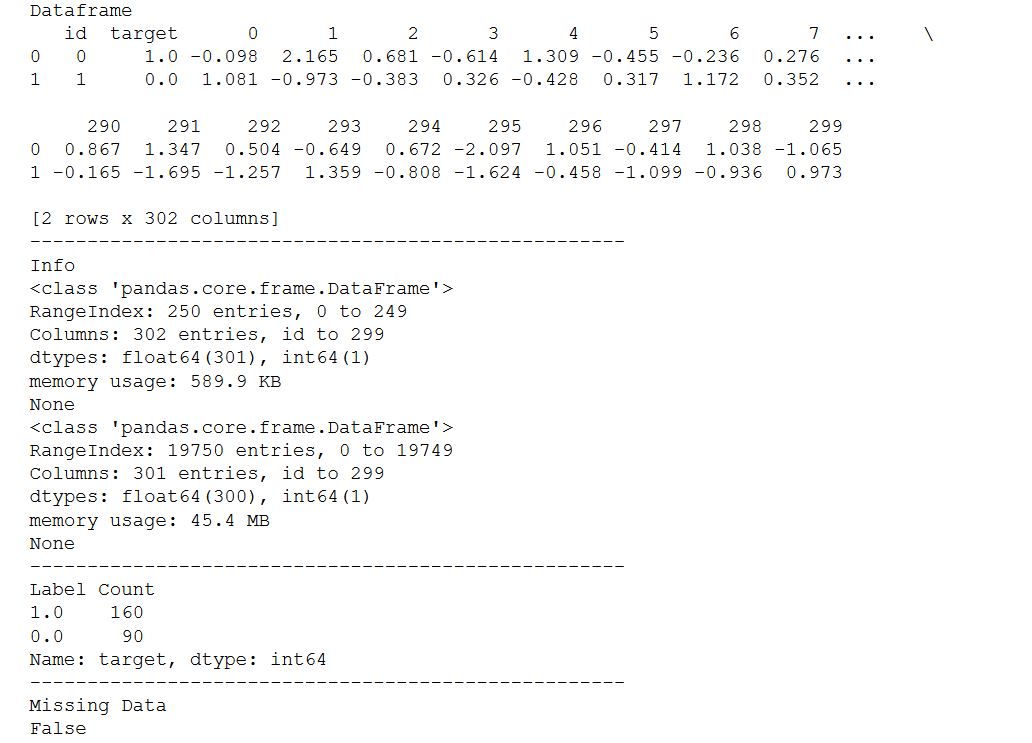 Dataframe
   id  target      0      1      2      3      4      5      6      7  ...    \
0   0     1.0 -0.098  2.165  0.681 -0.614  1.309 -0.455 -0.236  0.276  ...
1   1     0.0  1.081 -0.973 -0.383  0.326 -0.428  0.317  1.172  0.352  ...
     290    291    292    293    294    295    296    297    298    299
0  0.867  1.347  0.504 -0.649  0.672 -2.097  1.051 -0.414  1.038 -1.065
1 -0.165 -1.695 -1.257  1.359 -0.808 -1.624 -0.458 -1.099 -0.936  0.973
[2 rows x 302 columns]
----------------------------------------------------
Info
<class 'pandas.core.frame.DataFrame'>
RangeIndex: 250 entries, 0 to 249
Columns: 302 entries, id to 299
dtypes: float64(301), int64(1)
memory usage: 589.9 KB
None
<class 'pandas.core.frame.DataFrame'>
RangeIndex: 19750 entries, 0 to 19749
Columns: 301 entries, id to 299
dtypes: float64(300), int64(1)
memory usage: 45.4 MB
None
----------------------------------------------------
Label Count
1.0    160
0.0     90
Name: target, dtype: int64
----------------------------------------------------
Missing Data
False